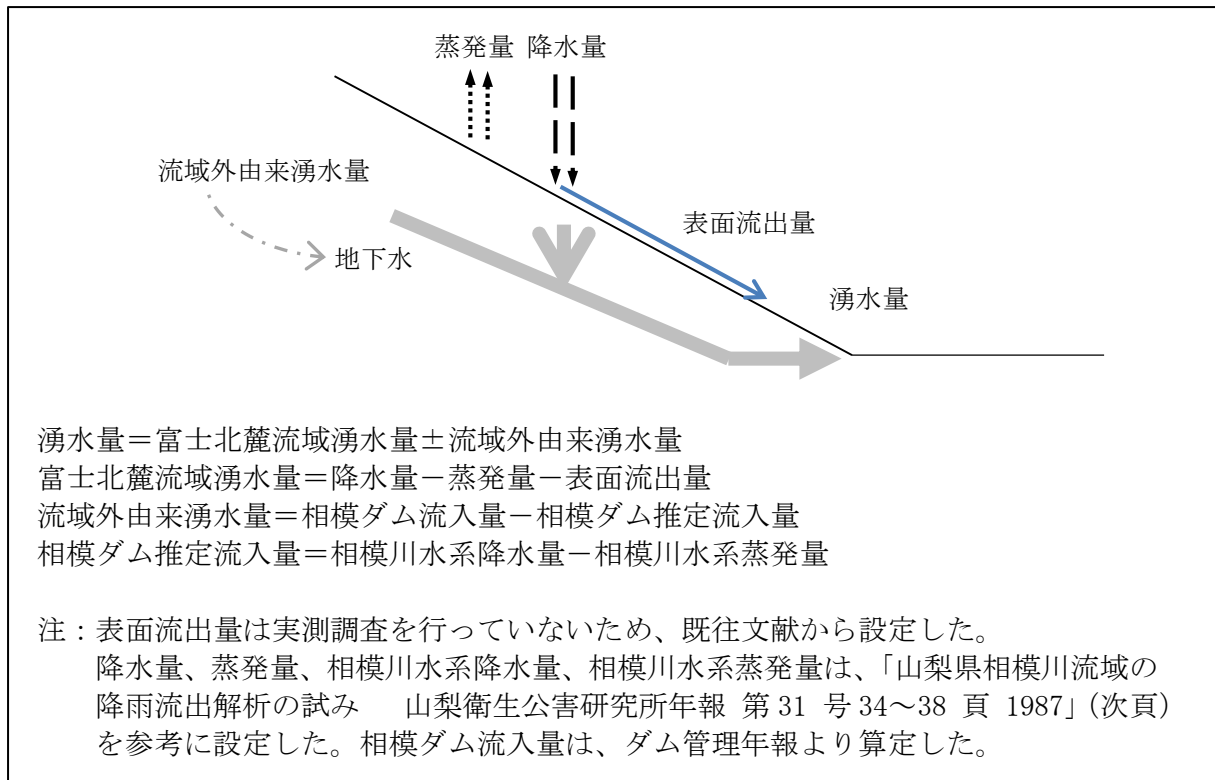 蒸発量 降水量
流域外由来湧水量
表面流出量
地下水
湧水量
湧水量＝富士北麓流域湧水量±流域外由来湧水量
富士北麓流域湧水量＝降水量－蒸発量－表面流出量
流域外由来湧水量＝相模ダム流入量－相模ダム推定流入量
相模ダム推定流入量＝相模川水系降水量－相模川水系蒸発量
注：表面流出量は実測調査を行っていないため、既往文献から設定した。
降水量、蒸発量、相模川水系降水量、相模川水系蒸発量は、「山梨県相模川流域の
降雨流出解析の試み　山梨衛生公害研究所年報 第31 号34～38 頁 1987」（次頁）
を参考に設定した。相模ダム流入量は、ダム管理年報より算定した。